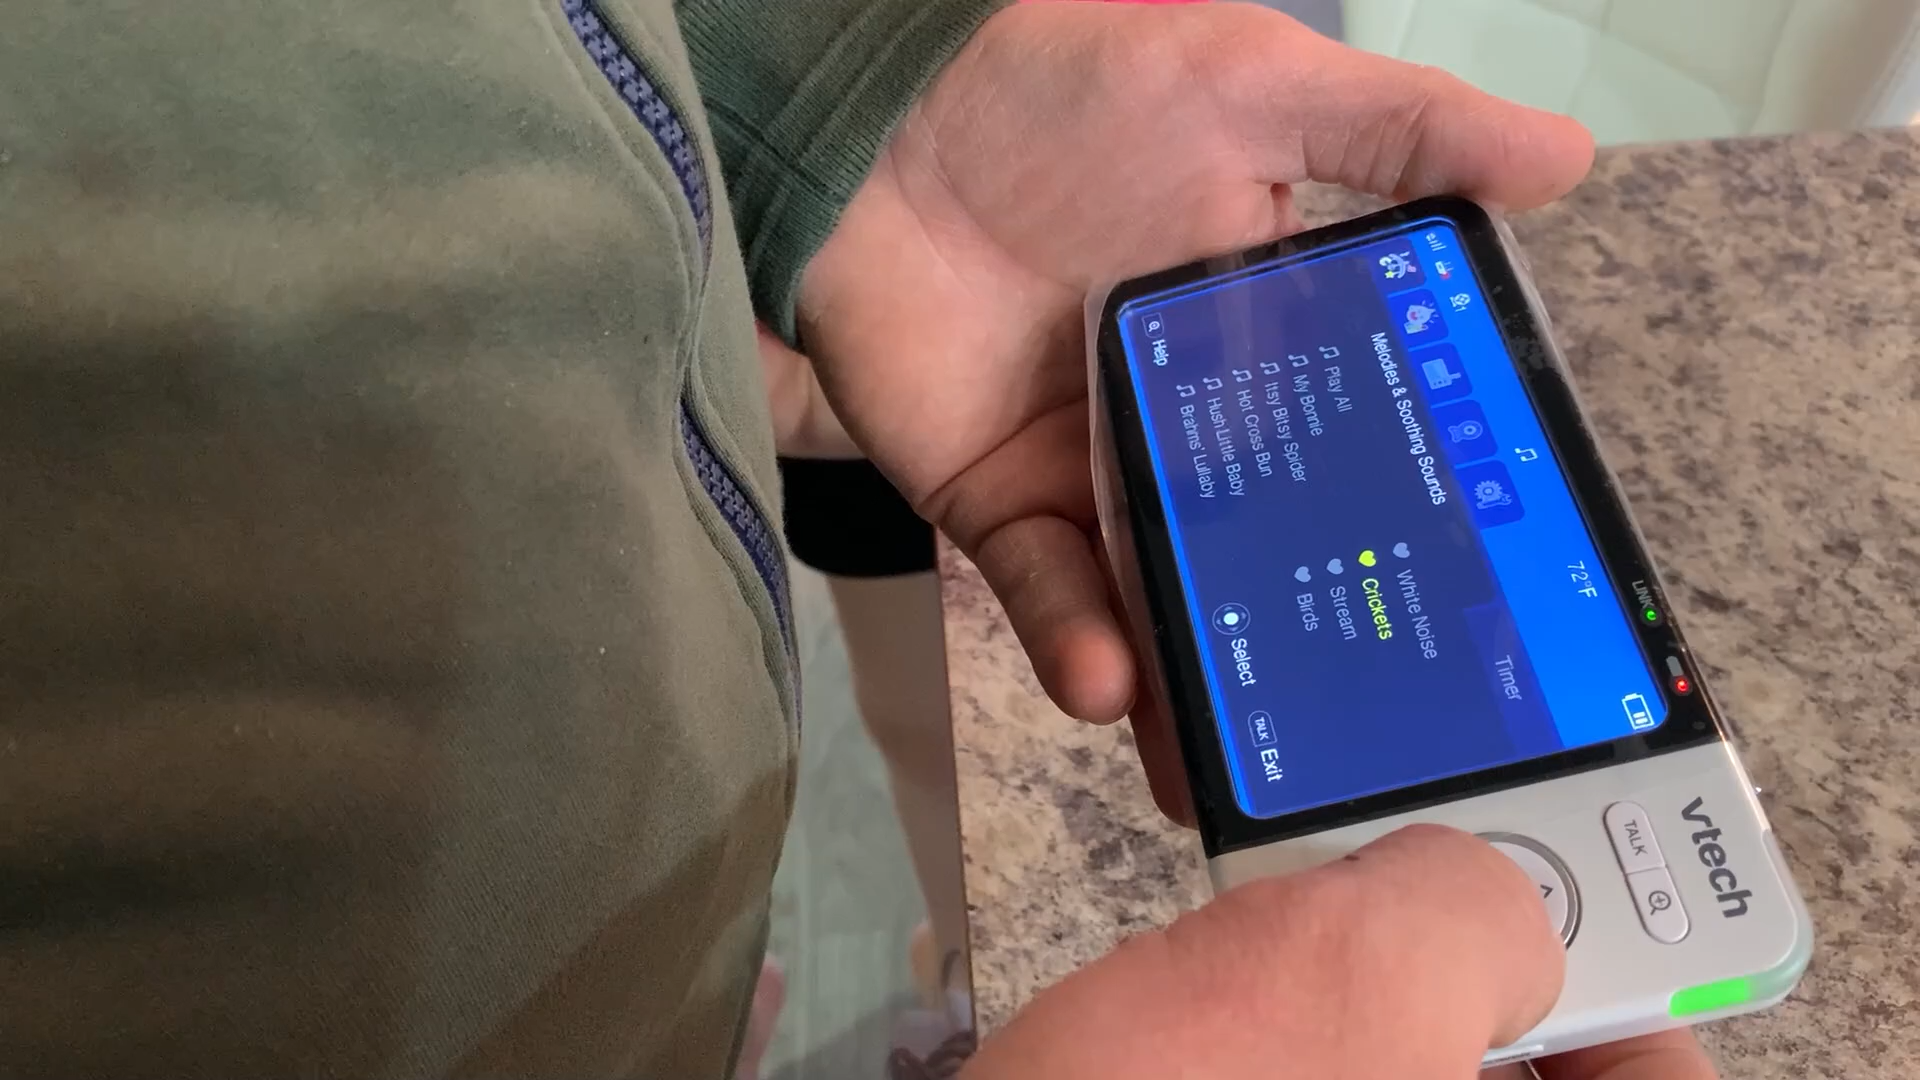 72°F
Melodies & Soothing Sounds
Timer
Play All
My Bonnie
Itsy Bitsy Spider
Hot Cross Bun
Hush Little Baby
Brahms' Lullaby
White Noise
Crickets
Stream
Birds
Help
Select
TALK Exit
LINK
vtech
TALK